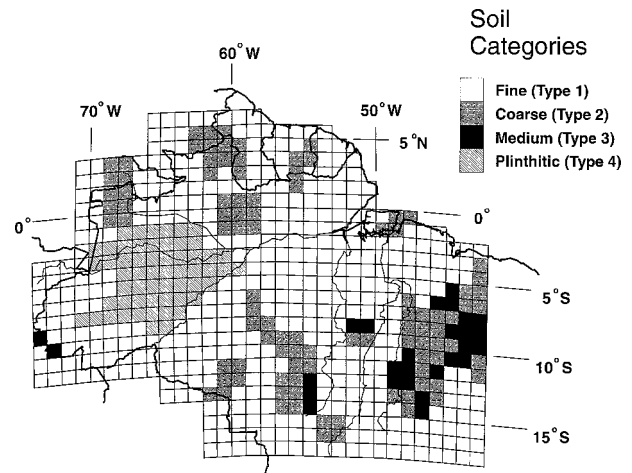 Soil
Categories
Fine (Type 1)
Coarse (Type 2)
Medium (Type 3)
Plinthitic (Type 4)
60°W
70°W
50°W
5°N
0°
0°
5°S
10°S
15°S